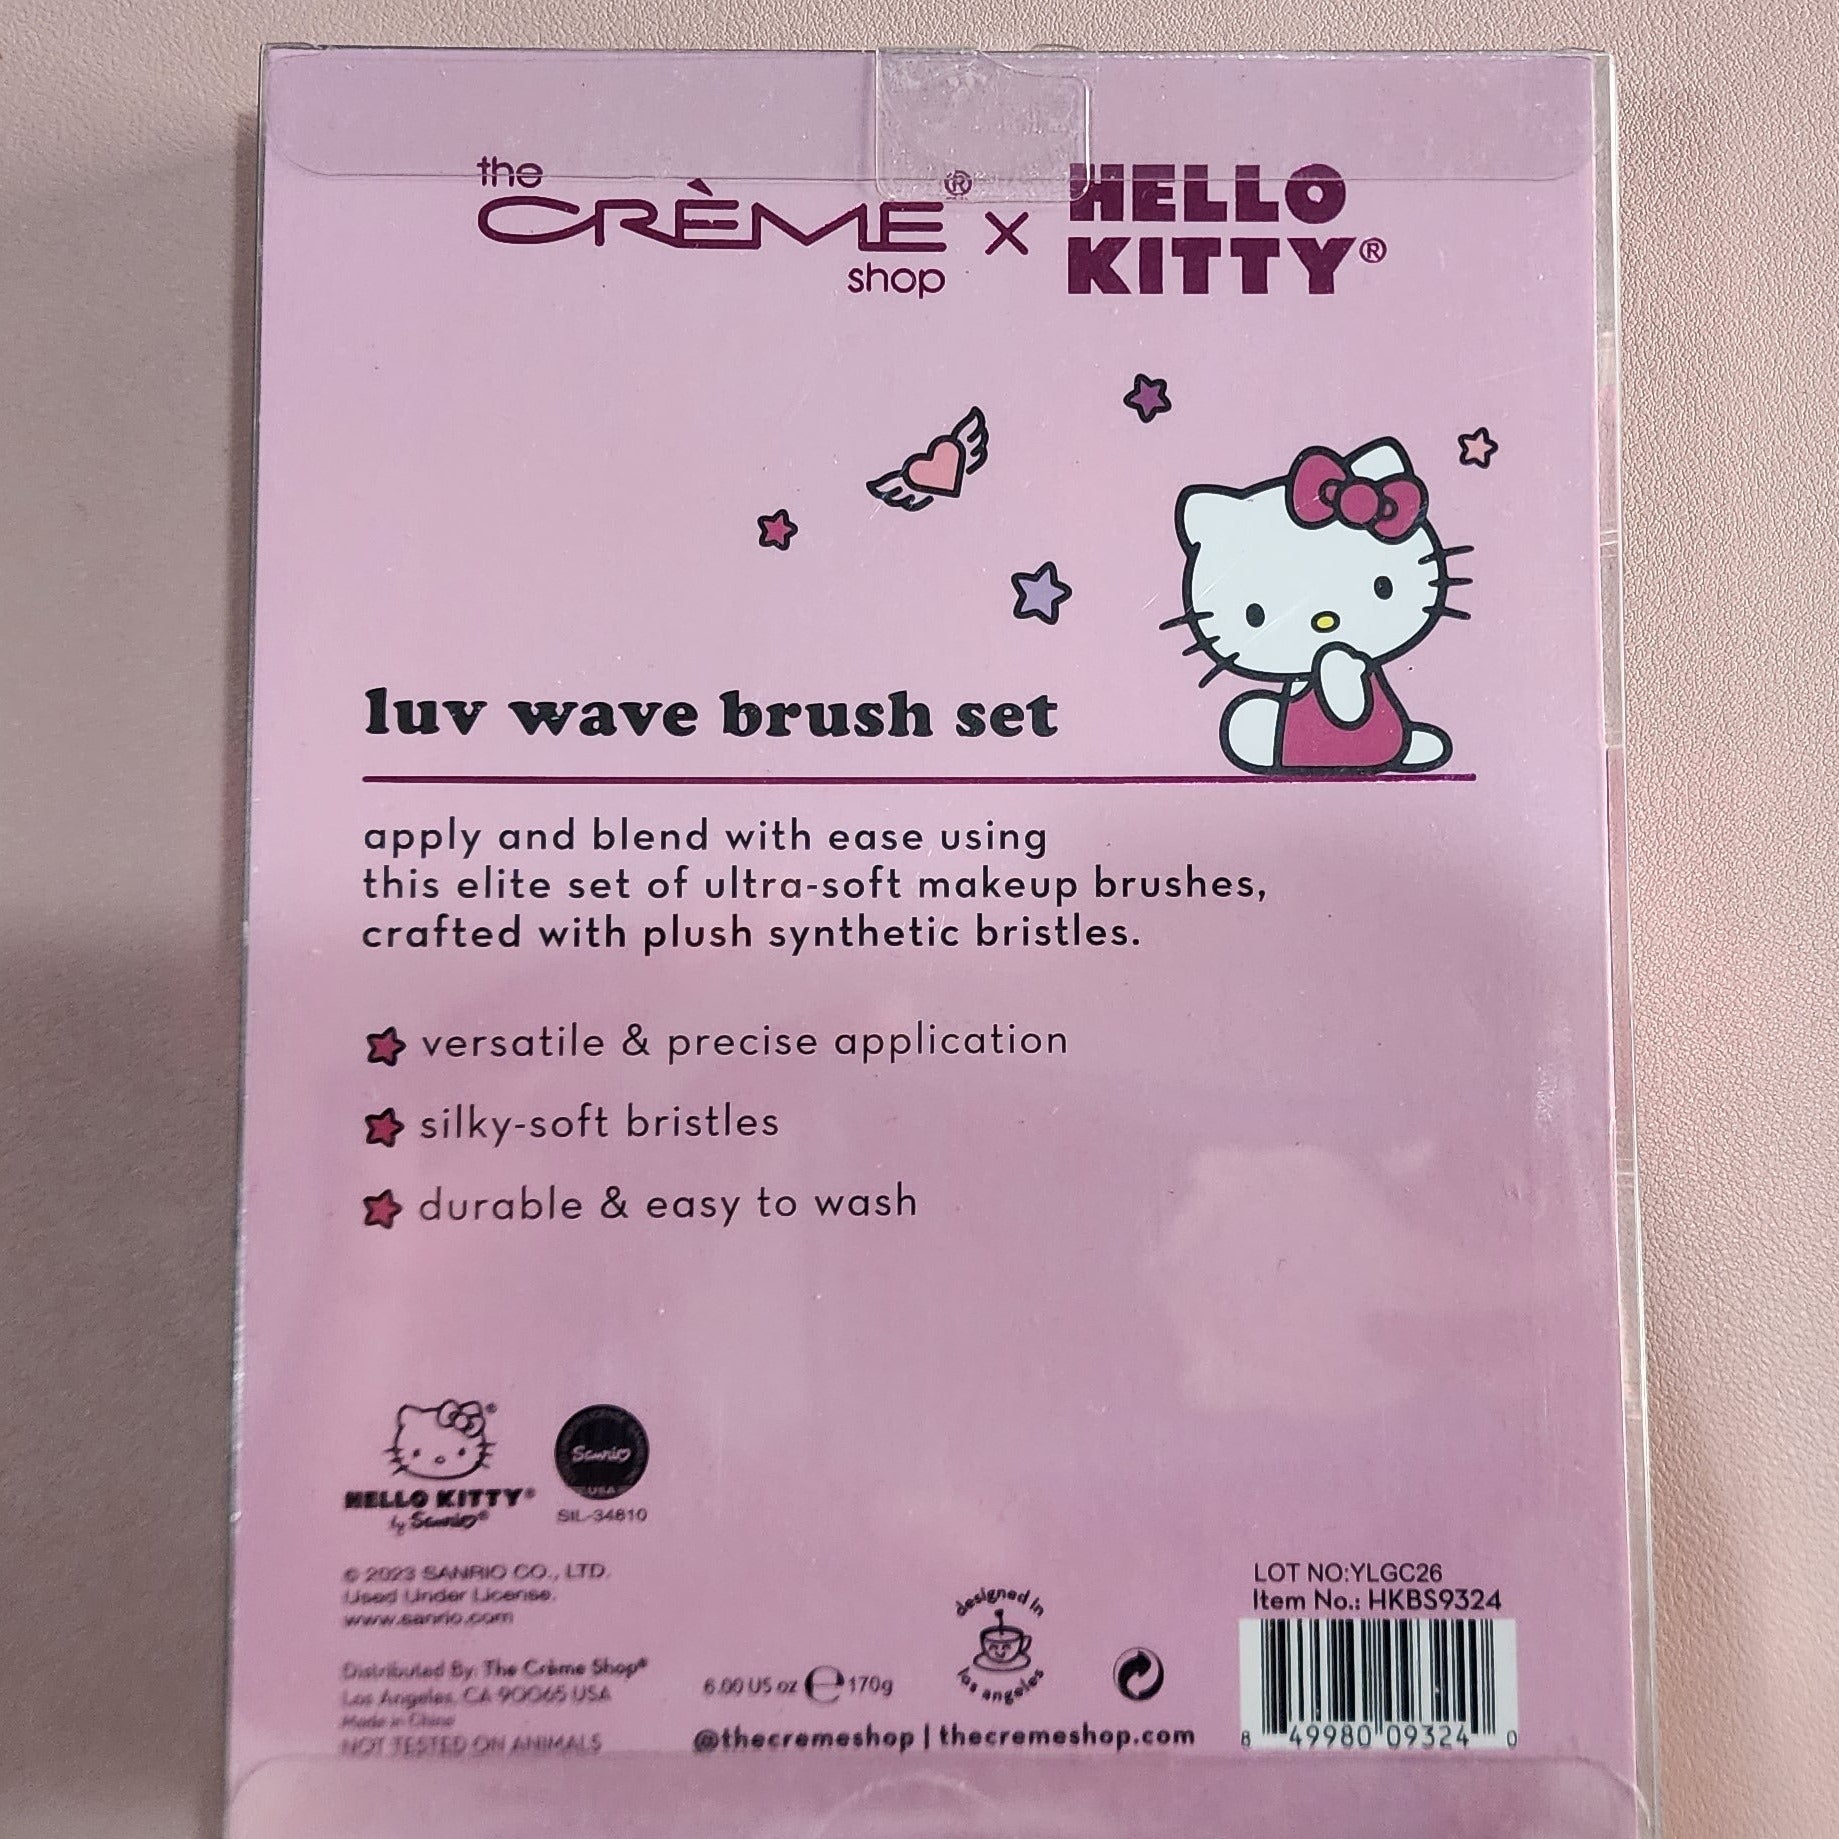 the
CRÈME®
shop
x
HELLO
KITTY®
luv wave brush set
apply and blend with ease using
this elite set of ultra-soft makeup brushes,
crafted with plush synthetic bristles.
versatile & precise application
silky-soft bristles
durable & easy to wash
HELLO KITTY®
by Sanrio®
Sanrio
USA
SIL-34810
© 2023 SANRIO CO., LTD.
Used Under License.
www.sanrio.com
Distributed By: The Crème Shop®
Los Angeles, CA 90065 USA
Made in China
NOT TESTED ON ANIMALS
6.00 US oz e 170g
designed in
los angeles
@thecremeshop | thecremeshop.com
LOT NO:YLGC26
Item No.: HKBS9324
8 49980 09324 0